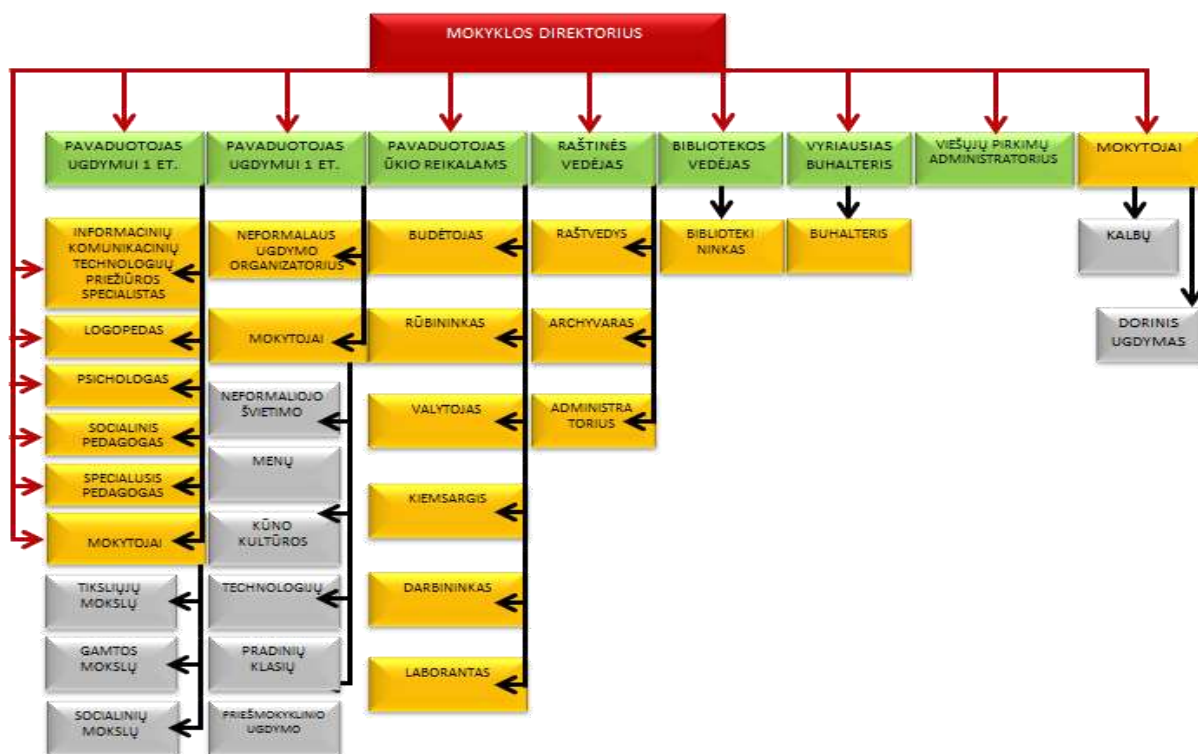 MOKYKLOS DIREKTORIUS
PAVADUOTOJAS
UGDYMUI 1 ET.
PAVADUOTOJAS
UGDYMUI 1 ET.
PAVADUOTOJAS
ŪKIO REIKALAMS
RAŠTINĖS
VEDĖJAS
BIBLIOTEKOS
VEDĖJAS
VYRIAUSIAS
BUHALTERIS
VIEŠŲJŲ PIRKIMŲ
ADMINISTRATORIUS
MOKYTOJAI
INFORMACINIŲ
KOMUNIKACINIŲ
TECHNOLOGIJŲ
PRIEŽIŪROS
SPECIALISTAS
LOGOPEDAS
PSICHOLOGAS
SOCIALINIS
PEDAGOGAS
SPECIALUSIS
PEDAGOGAS
MOKYTOJAI
TIKSLIŲJŲ
MOKSLŲ
GAMTOS
MOKSLŲ
SOCIALINIŲ
MOKSLŲ
NEFORMALAUS
UGDYMO
ORGANIZATORIUS
MOKYTOJAI
NEFORMALIOJO
ŠVIETIMO
MENŲ
KŪNO
KULTŪROS
TECHNOLOGIJŲ
PRADINIŲ
KLASIŲ
PRIEŠMOKYKLINIO
UGDYMO
BUDĖTOJAS
RŪBININKAS
VALYTOJAS
KIEMSARGIS
DARBININKAS
LABORANTAS
RAŠTVEDYS
ARCHYVARAS
ADMINISTRA
TORIUS
BIBLIOTEKI
NINKAS
BUHALTERIS
KALBŲ
DORINIS
UGDYMAS